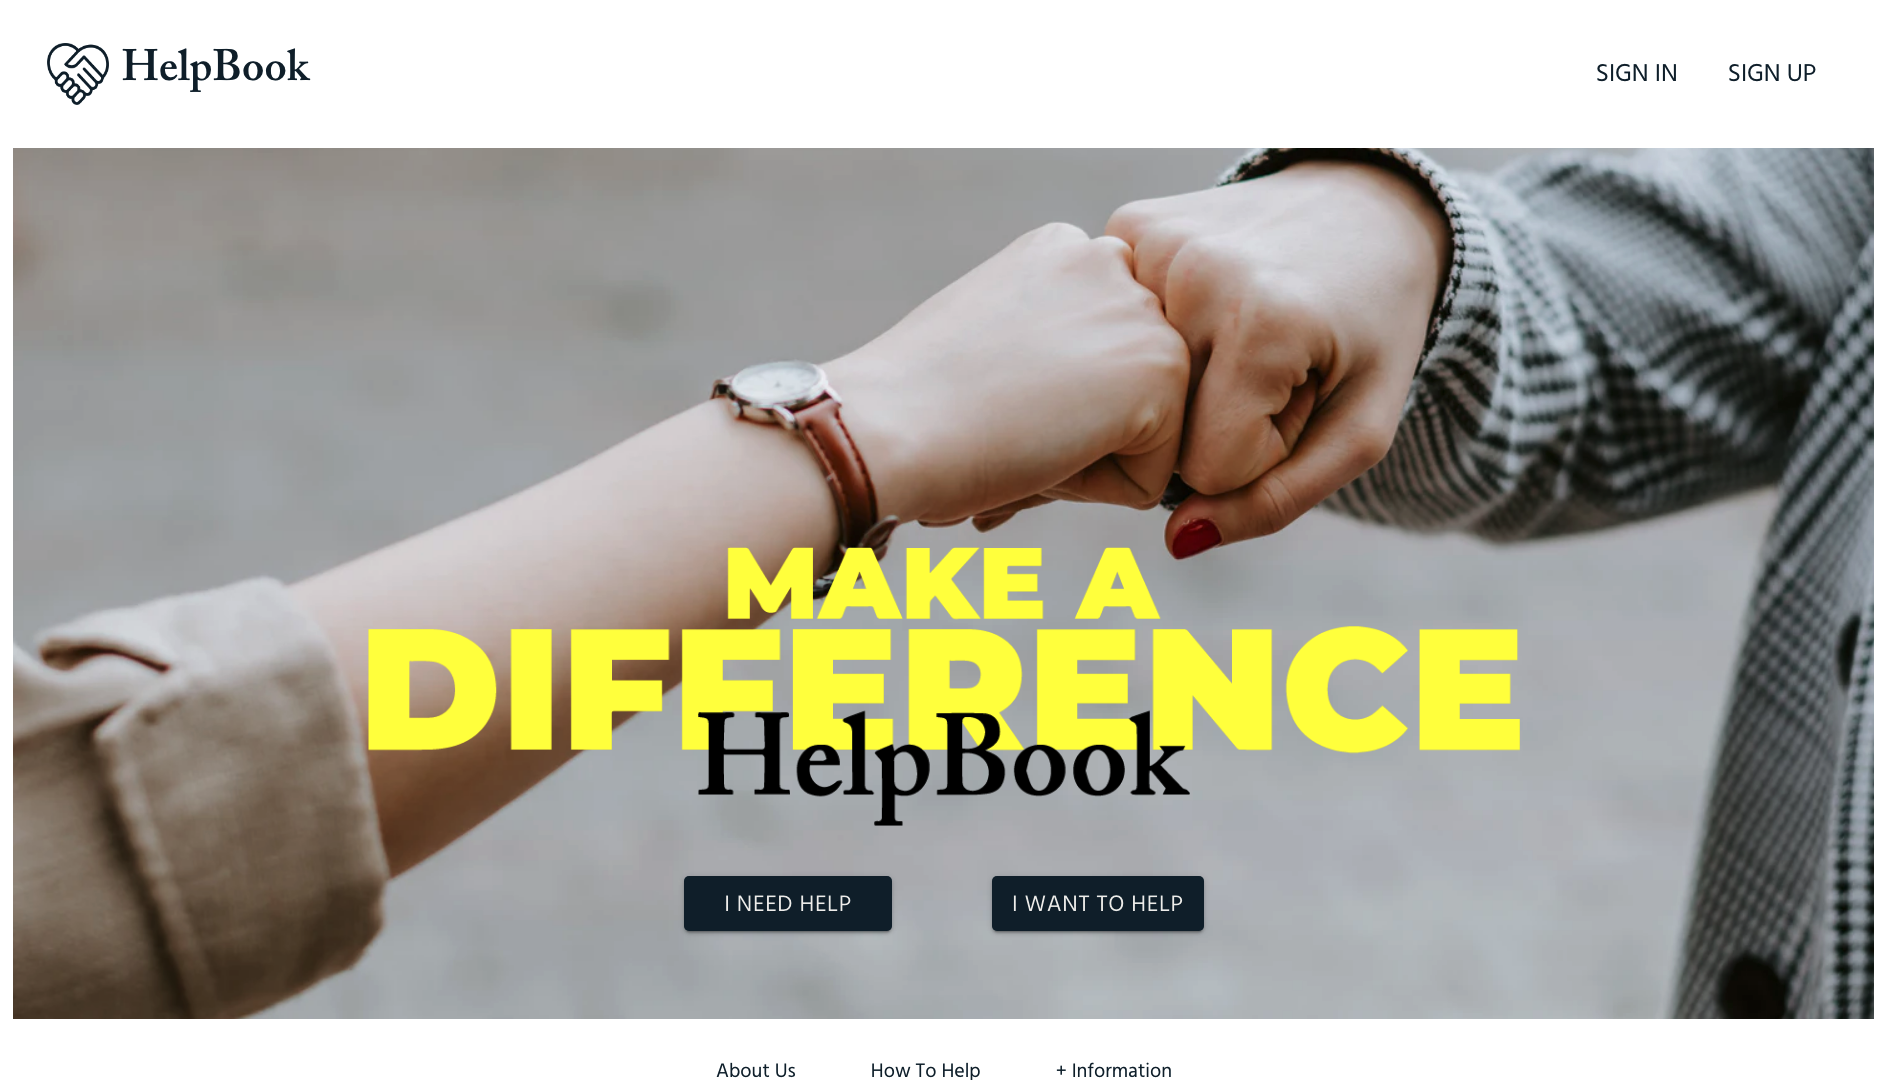 HelpBook
SIGN IN
SIGN UP
MAKE A
DIFFERENCE
HelpBook
I NEED HELP
I WANT TO HELP
About Us
How To Help
+ Information